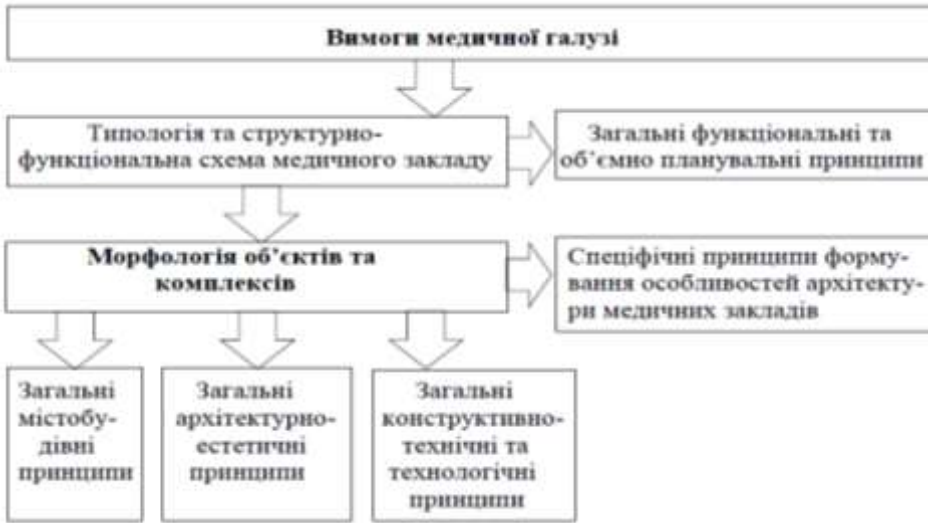 Вимоги медичної галузі
Типологія та структурно-
функціональна схема медичного закладу
Загальні функціональні та
об’ємно планувальні принципи
Морфологія об’єктів та
комплексів
Спеціфічні принципи форму-
вання особливостей архітекту-
ри медичних закладів
Загальні
містобу-
дівні
принципи
Загальні
архітектурно-
естетичні
принципи
Загальні
конструктивно-
технічні та
технологічні
принципи